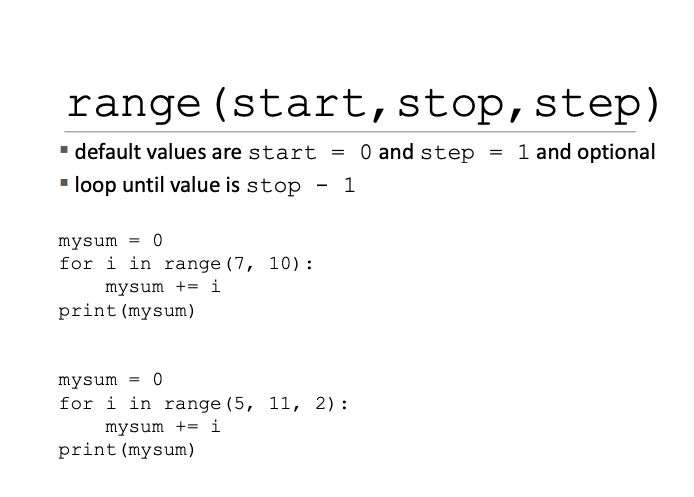 range(start,stop,step)
▪ default values are start = 0 and step = 1 and optional
▪ loop until value is stop - 1
mysum = 0
for i in range(7, 10):
    mysum += i
print(mysum)
mysum = 0
for i in range(5, 11, 2):
    mysum += i
print(mysum)